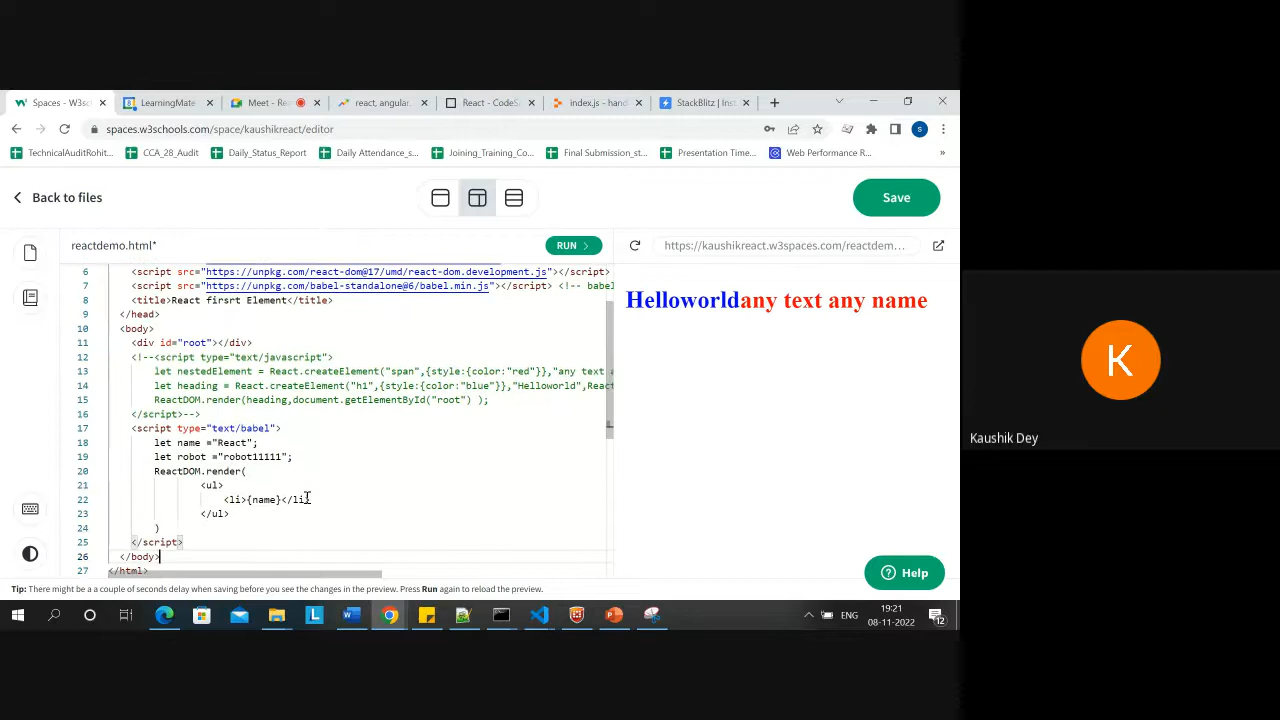 Spaces - W3sc
LearningMate
Meet - Rea
react, angular,
React - CodeSa
index.js - hand
StackBlitz | Inst
spaces.w3schools.com/space/kaushikreact/editor
S
TechnicalAuditRohit...
CCA_28_Audit
Daily_Status_Report
Daily Attendance_s...
Joining_Training_Co...
Final Submission_st...
Presentation Time...
Web Performance R...
»
Back to files
Save
reactdemo.html*
RUN
https://kaushikreact.w3spaces.com/reactdem...
6 <script src="https://unpkg.com/react-dom@17/umd/react-dom.development.js"></script>
7 <script src="https://unpkg.com/babel-standalone@6/babel.min.js"></script> <!-- babel
8 <title>React firsrt Element</title>
9 </head>
10 <body>
11 <div id="root"></div>
12 <!--<script type="text/javascript">
13 let nestedElement = React.createElement("span",{style:{color:"red"}},"any text a
14 let heading = React.createElement("h1",{style:{color:"blue"}},"Helloworld",React
15 ReactDOM.render(heading,document.getElementById("root") );
16 </script>-->
17 <script type="text/babel">
18 let name ="React";
19 let robot ="robot11111";
20 ReactDOM.render(
21 <ul>
22 <li>{name}</li
23 </ul>
24 )
25 </script>
26 </body>
27 </html>
Helloworldany text any name
Help
Tip: There might be a a couple of seconds delay when saving before you see the changes in the preview. Press Run again to reload the preview.
ENG
19:21
08-11-2022
12
K
Kaushik Dey